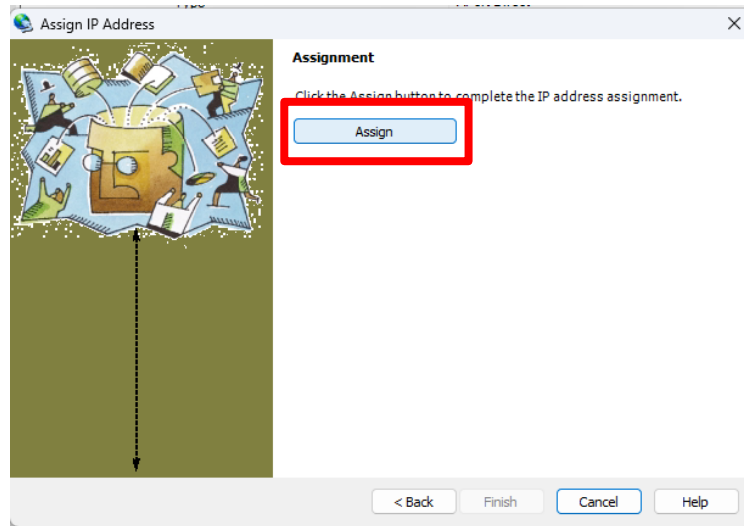 Assign IP Address
Assignment
Click the Assign button to complete the IP address assignment.
Assign
< Back
Finish
Cancel
Help